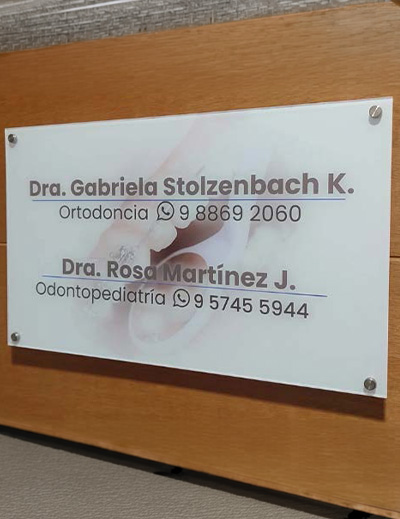 Dra. Gabriela Stolzenbach K.
Ortodoncia 9 8869 2060
Dra. Rosa Martínez J.
Odontopediatría 9 5745 5944